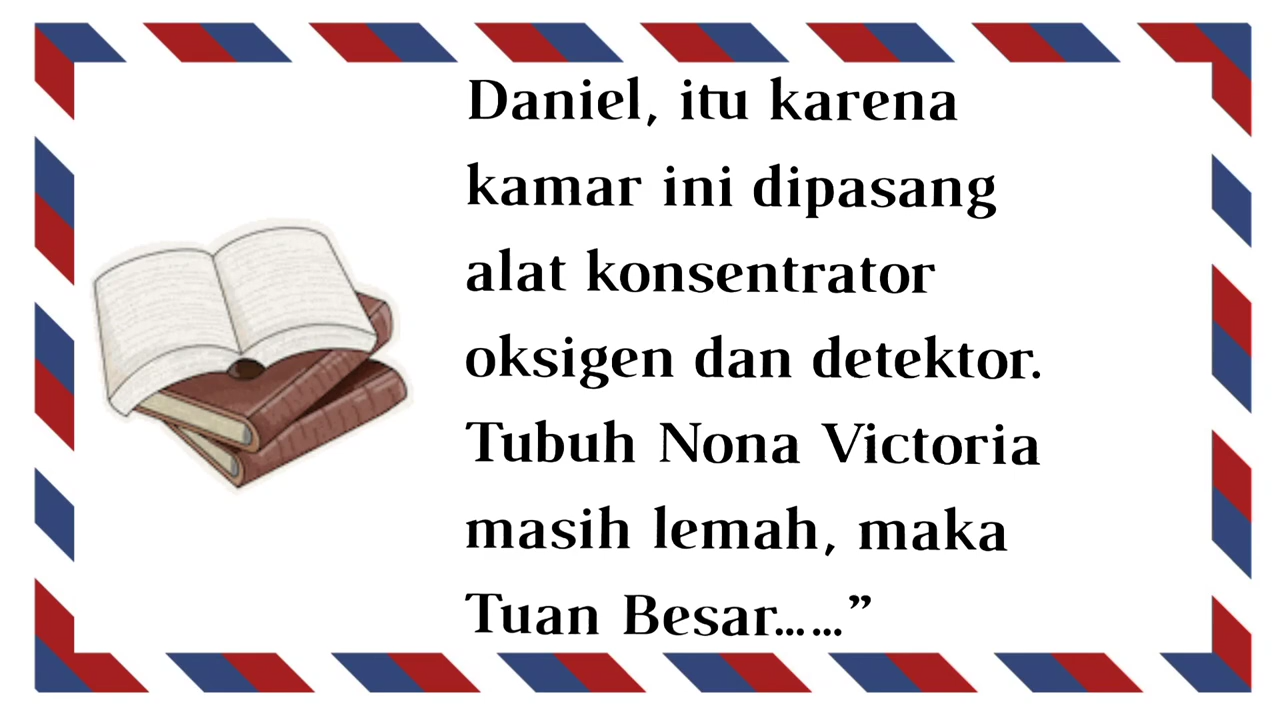 Daniel, itu karena
kamar ini dipasang
alat konsentrator
oksigen dan detektor.
Tubuh Nona Victoria
masih lemah, maka
Tuan Besar……”